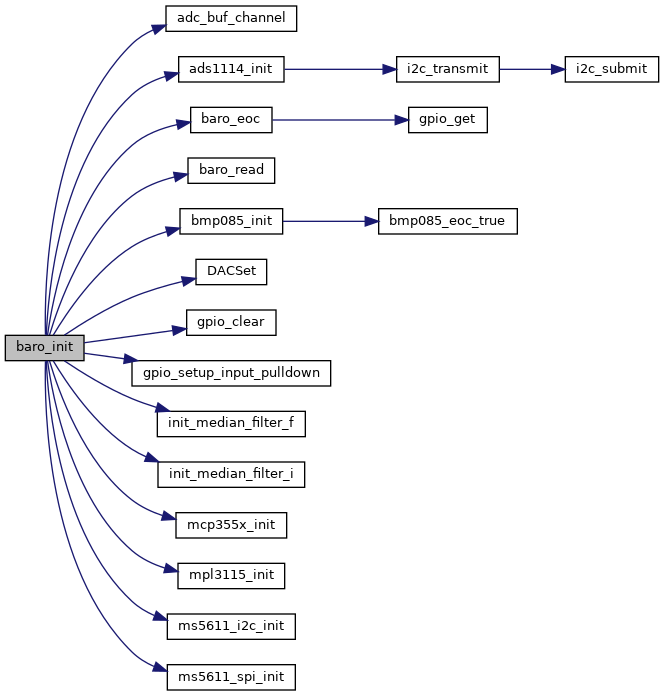 adc_buf_channel
ads1114_init
i2c_transmit
i2c_submit
baro_eoc
gpio_get
baro_read
bmp085_init
bmp085_eoc_true
DACSet
gpio_clear
baro_init
gpio_setup_input_pulldown
init_median_filter_f
init_median_filter_i
mcp355x_init
mpl3115_init
ms5611_i2c_init
ms5611_spi_init